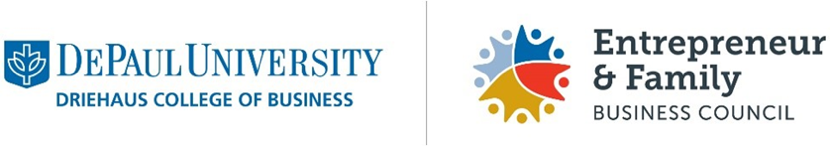 DEPAUL UNIVERSITY
DRIEHAUS COLLEGE OF BUSINESS
Entrepreneur
& Family
BUSINESS COUNCIL